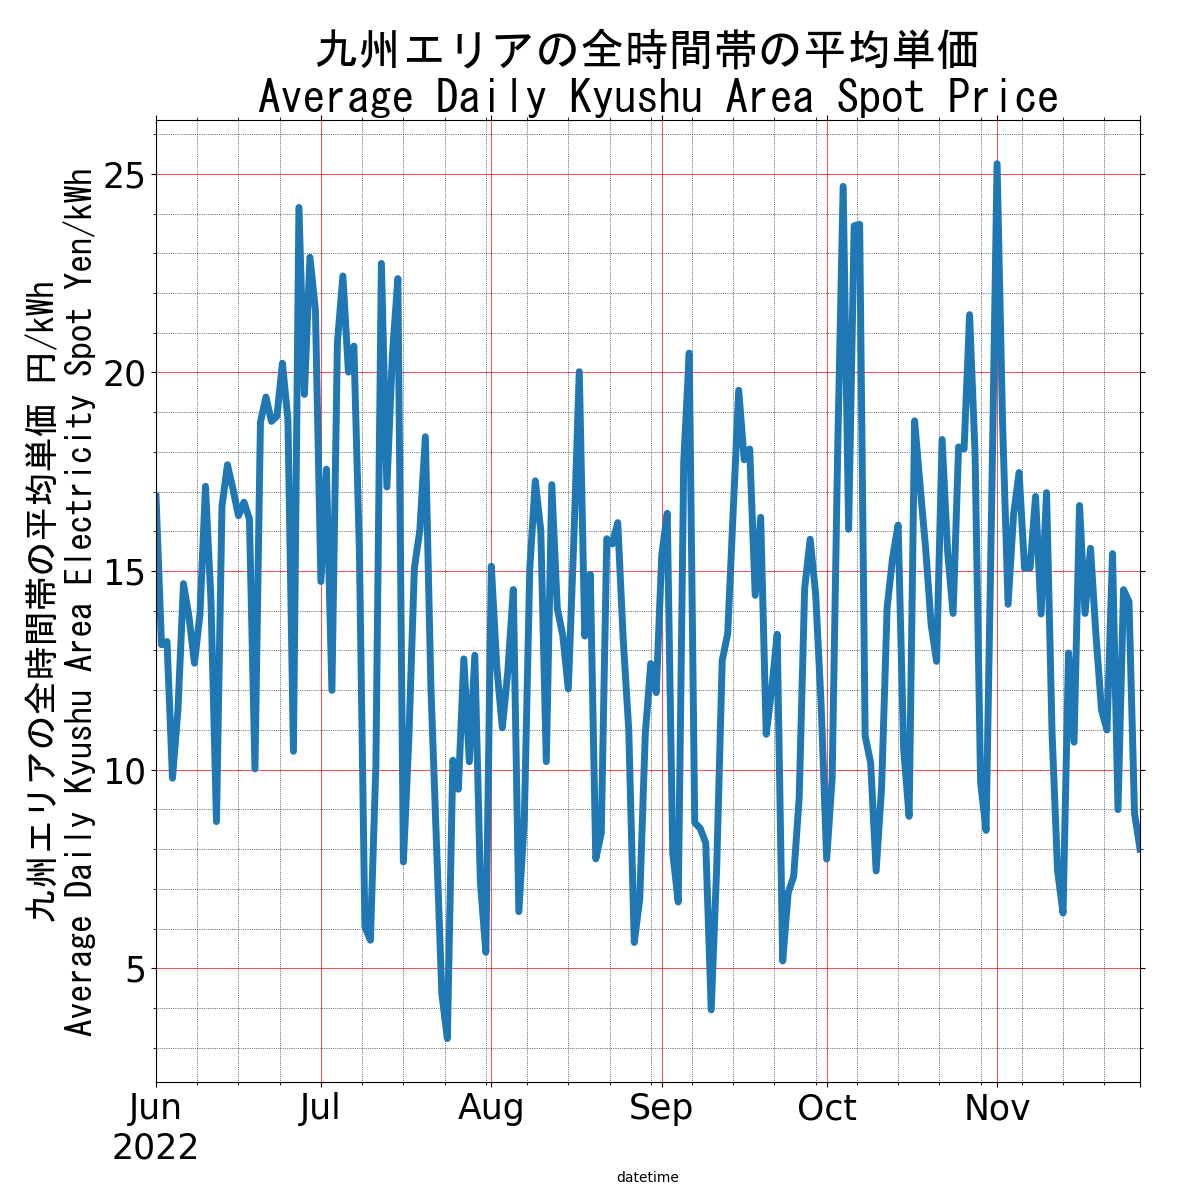 九州エリアの全時間帯の平均単価
Average Daily Kyushu Area Spot Price
九州エリアの全時間帯の平均単価 円/kWh
Average Daily Kyushu Area Electricity Spot Yen/kWh
25
20
15
10
5
Jun Jul Aug Sep Oct Nov
2022
datetime